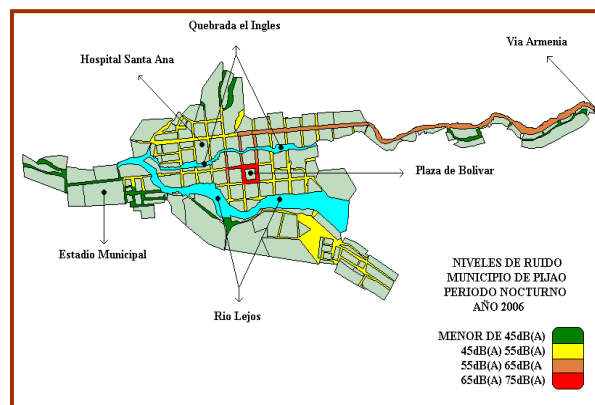 Quebrada el Ingles
Via Armenia
Hospital Santa Ana
Plaza de Bolivar
Estadio Municipal
Rio Lejos
NIVELES DE RUIDO
MUNICIPIO DE PIJAO
PERIODO NOCTURNO
AÑO 2006
MENOR DE 45dB(A)
45dB(A) 55dB(A)
55dB(A) 65dB(A
65dB(A) 75dB(A)